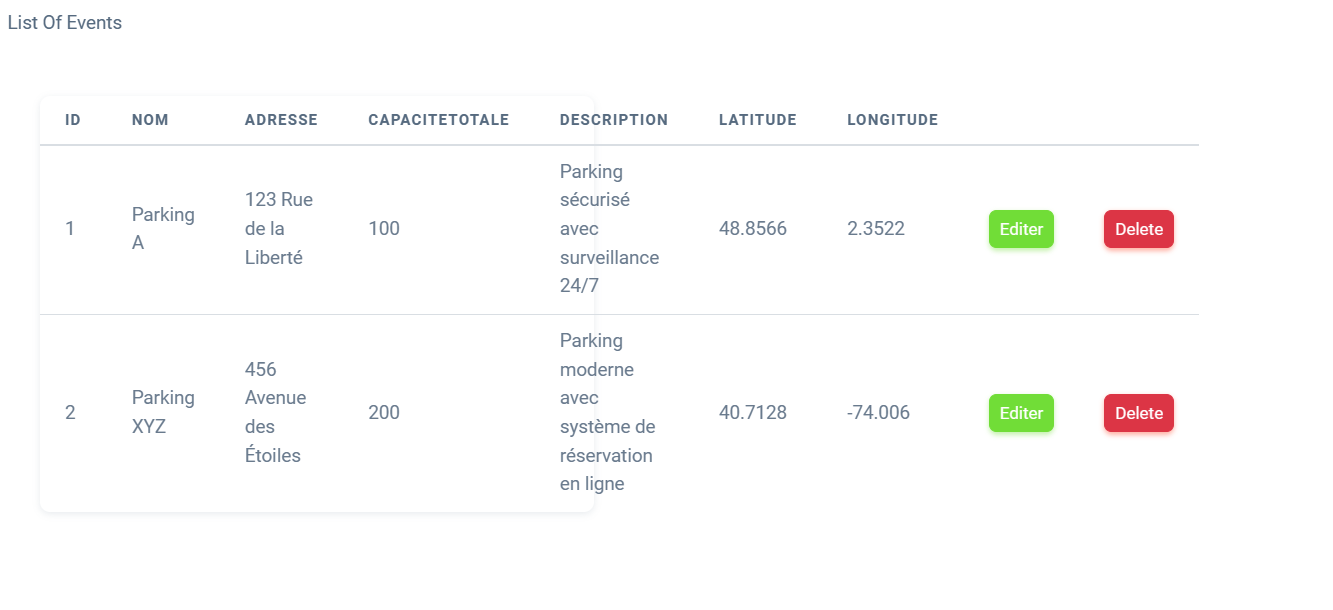 List Of Events
ID NOM ADRESSE CAPACITETOTALE DESCRIPTION LATITUDE LONGITUDE
1
Parking
A
123 Rue
de la
Liberté
100
Parking
sécurisé
avec
surveillance
24/7
48.8566
2.3522
Editer
Delete
2
Parking
XYZ
456
Avenue
des
Étoiles
200
Parking
moderne
avec
système de
réservation
en ligne
40.7128
-74.006
Editer
Delete